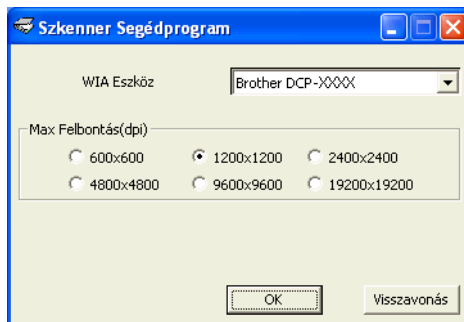 Szkenner Segédprogram
WIA Eszköz Brother DCP-XXXX
Max Felbontás(dpi)
600x600 1200x1200 2400x2400
4800x4800 9600x9600 19200x19200
OK Visszavonás